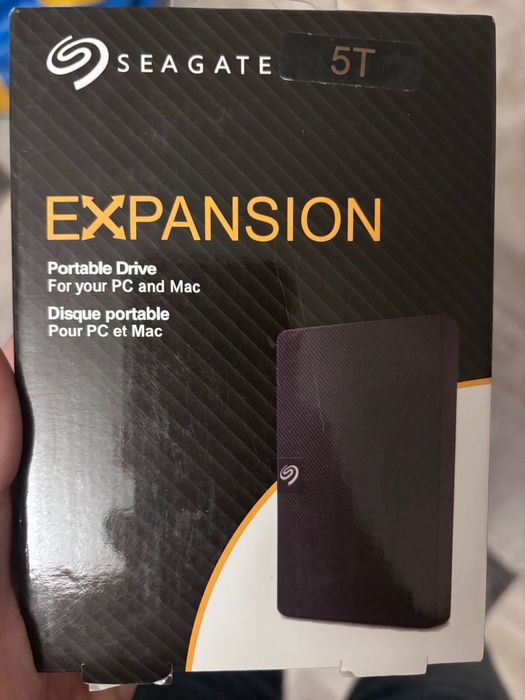 SEAGATE 5T
EXPANSION
Portable Drive
For your PC and Mac
Disque portable
Pour PC et Mac